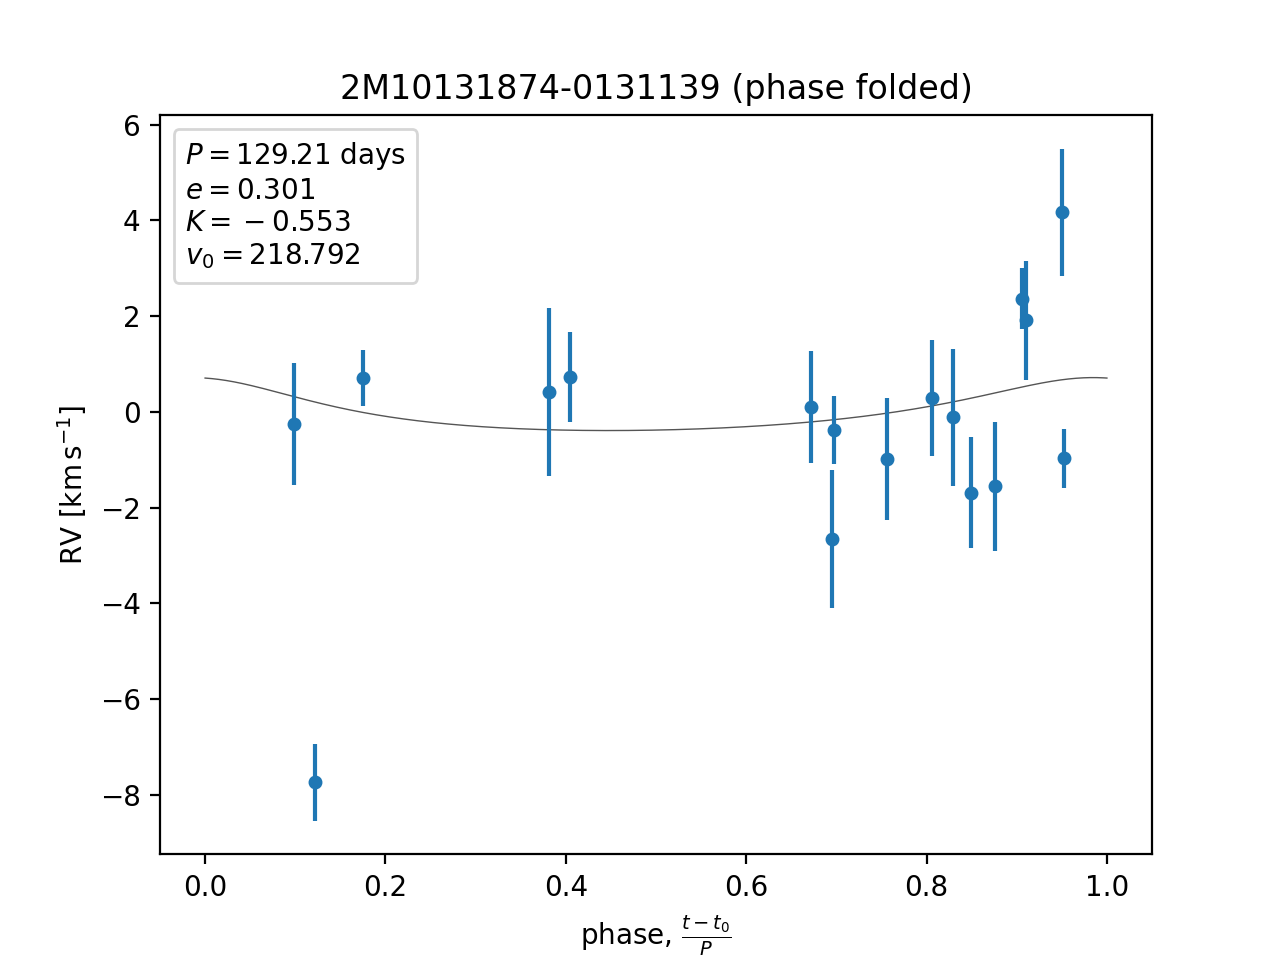 2M10131874-0131139 (phase folded)
P = 129.21 days
e = 0.301
K = −0.553
v₀ = 218.792
6
4
2
0
−2
−4
−6
−8
RV [km s⁻¹]
0.0 0.2 0.4 0.6 0.8 1.0
phase, (t − t₀)/P